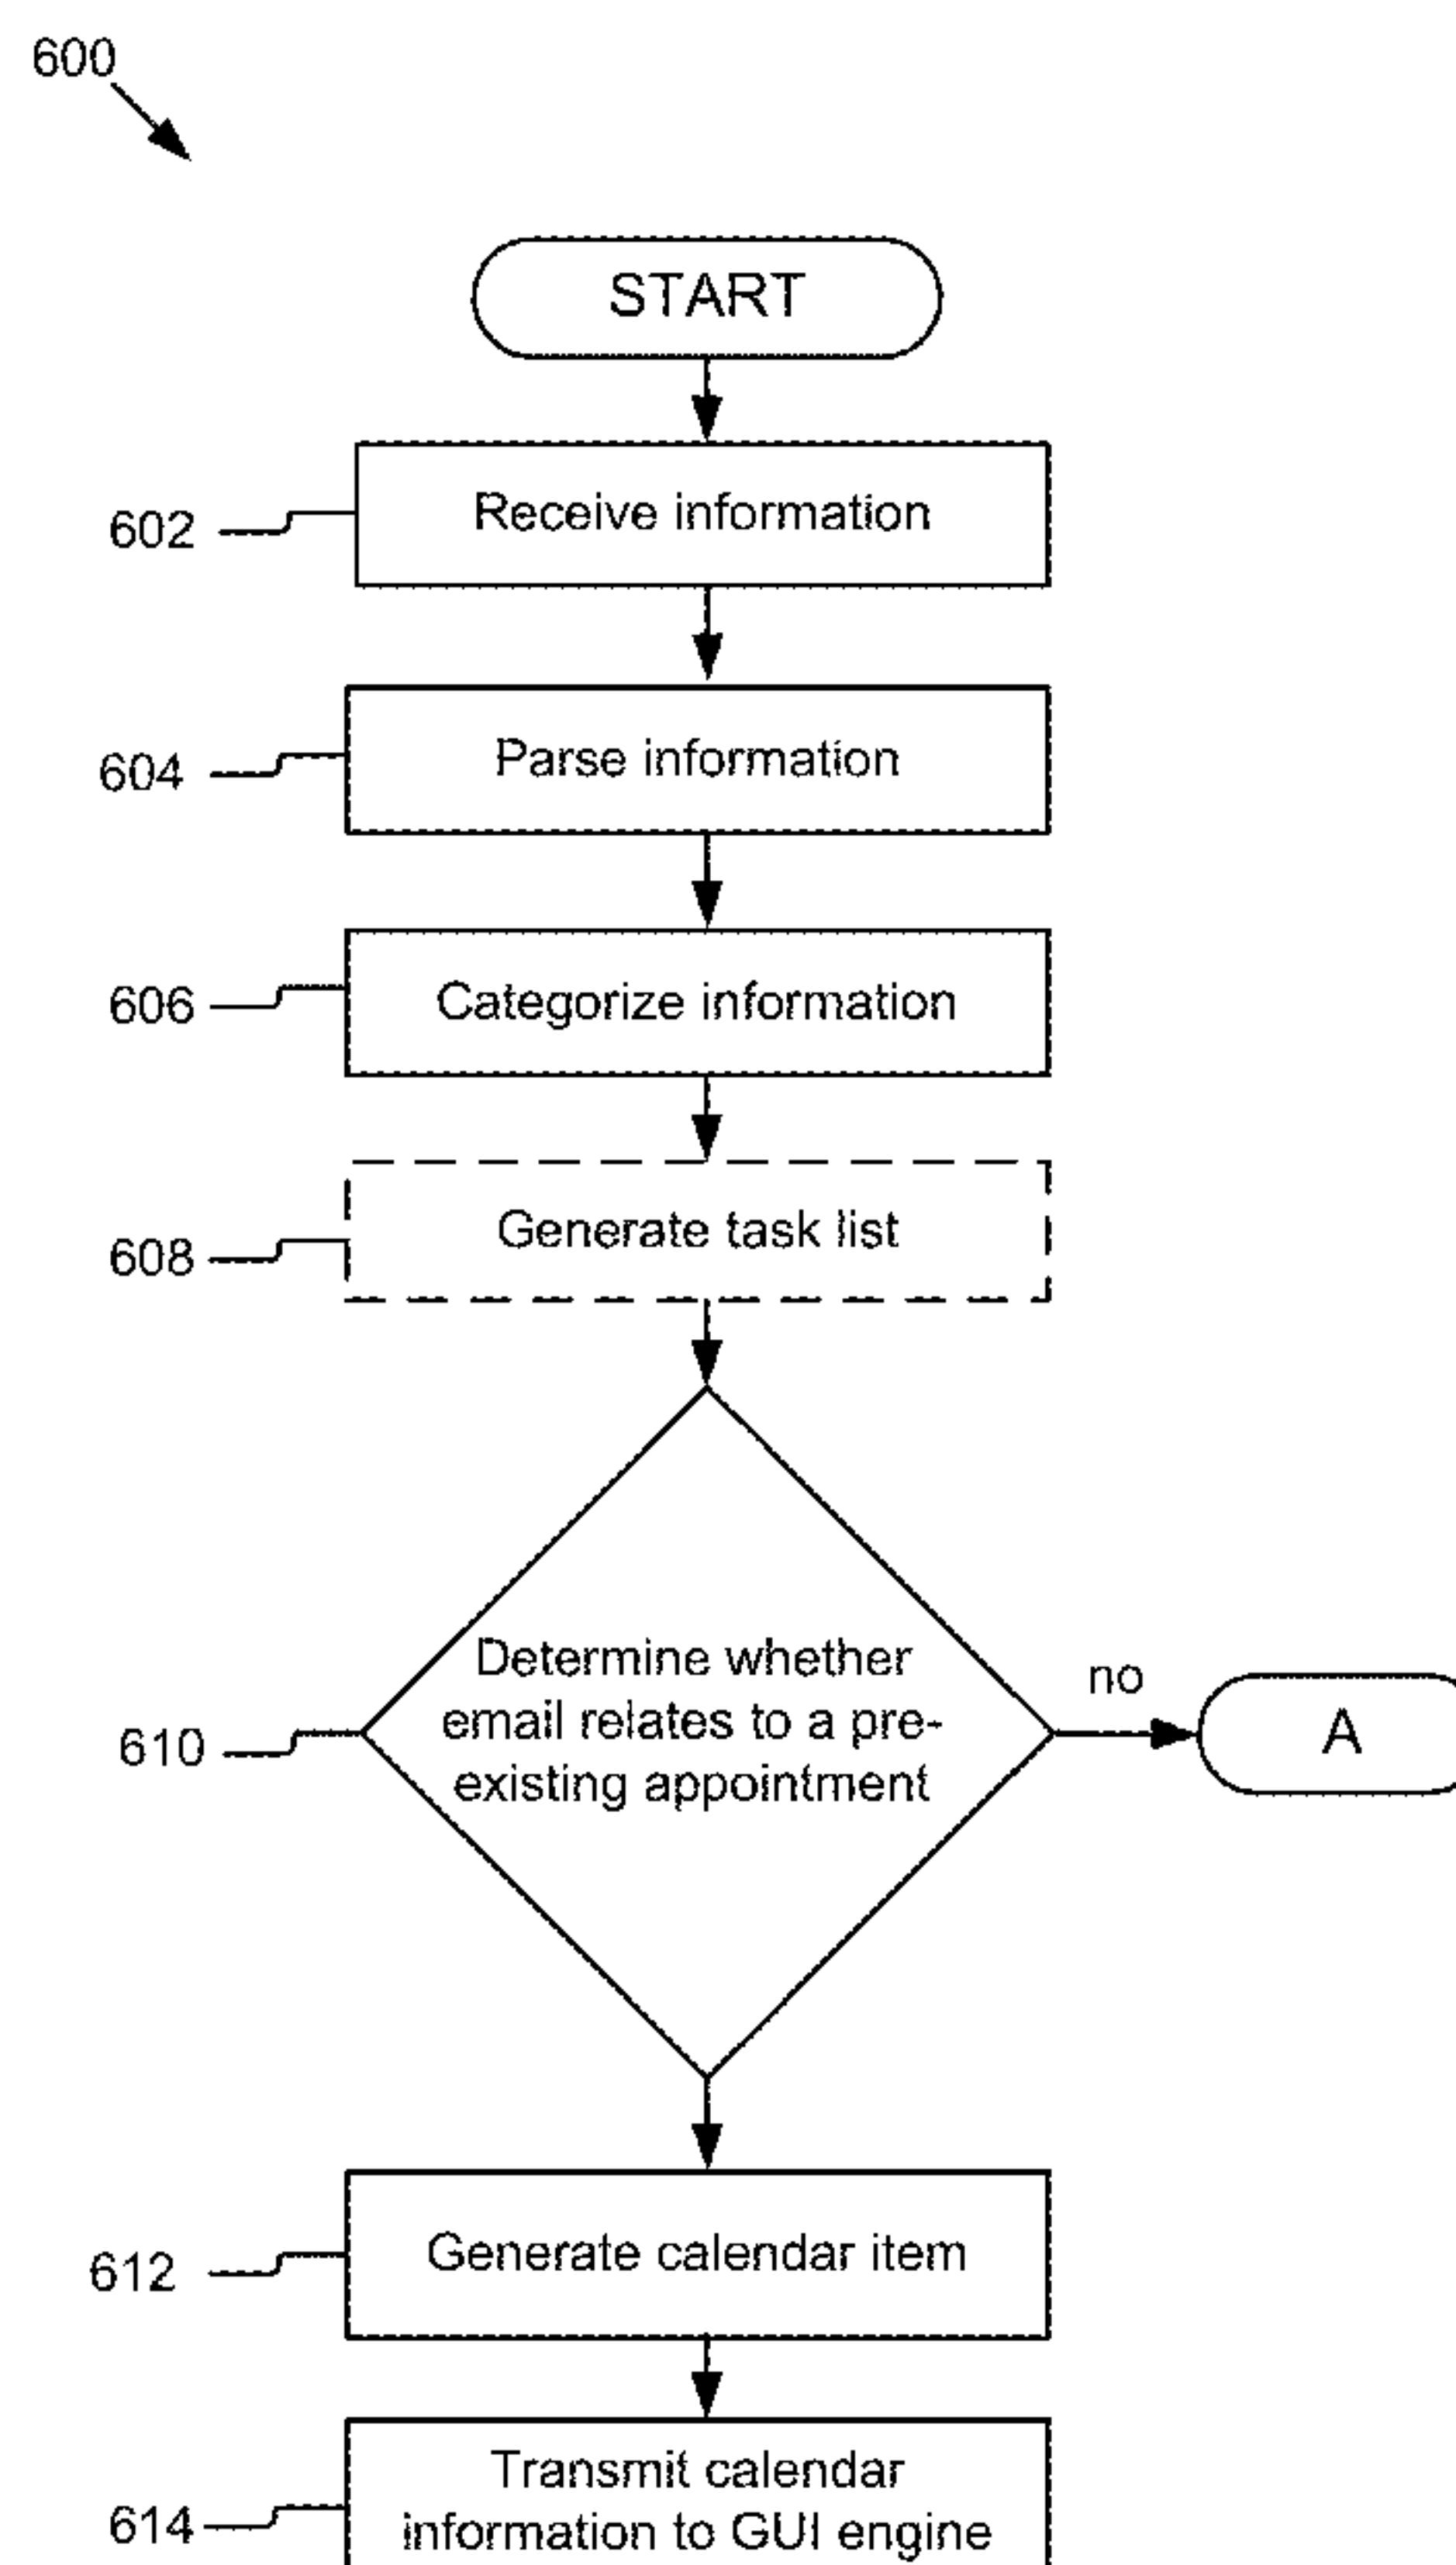 600
START
602
Receive information
604
Parse information
606
Categorize information
608
Generate task list
610
Determine whether
email relates to a pre-
existing appointment
no
A
612
Generate calendar item
614
Transmit calendar
information to GUI engine